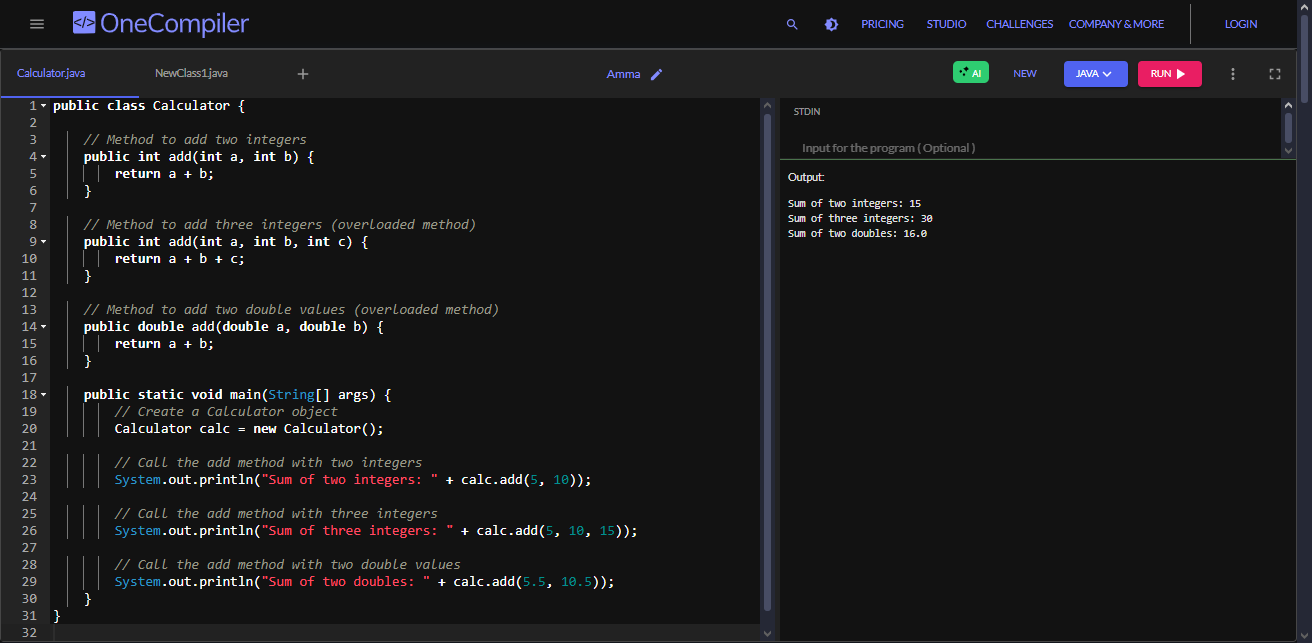 </> OneCompiler
PRICING STUDIO CHALLENGES COMPANY & MORE LOGIN
Calculator.java NewClass1.java + Amma AI NEW JAVA RUN
1 public class Calculator {
2
3 // Method to add two integers
4 public int add(int a, int b) {
5 return a + b;
6 }
7
8 // Method to add three integers (overloaded method)
9 public int add(int a, int b, int c) {
10 return a + b + c;
11 }
12
13 // Method to add two double values (overloaded method)
14 public double add(double a, double b) {
15 return a + b;
16 }
17
18 public static void main(String[] args) {
19 // Create a Calculator object
20 Calculator calc = new Calculator();
21
22 // Call the add method with two integers
23 System.out.println("Sum of two integers: " + calc.add(5, 10));
24
25 // Call the add method with three integers
26 System.out.println("Sum of three integers: " + calc.add(5, 10, 15));
27
28 // Call the add method with two double values
29 System.out.println("Sum of two doubles: " + calc.add(5.5, 10.5));
30 }
31 }
32
STDIN
Input for the program ( Optional )
Output:
Sum of two integers: 15
Sum of three integers: 30
Sum of two doubles: 16.0